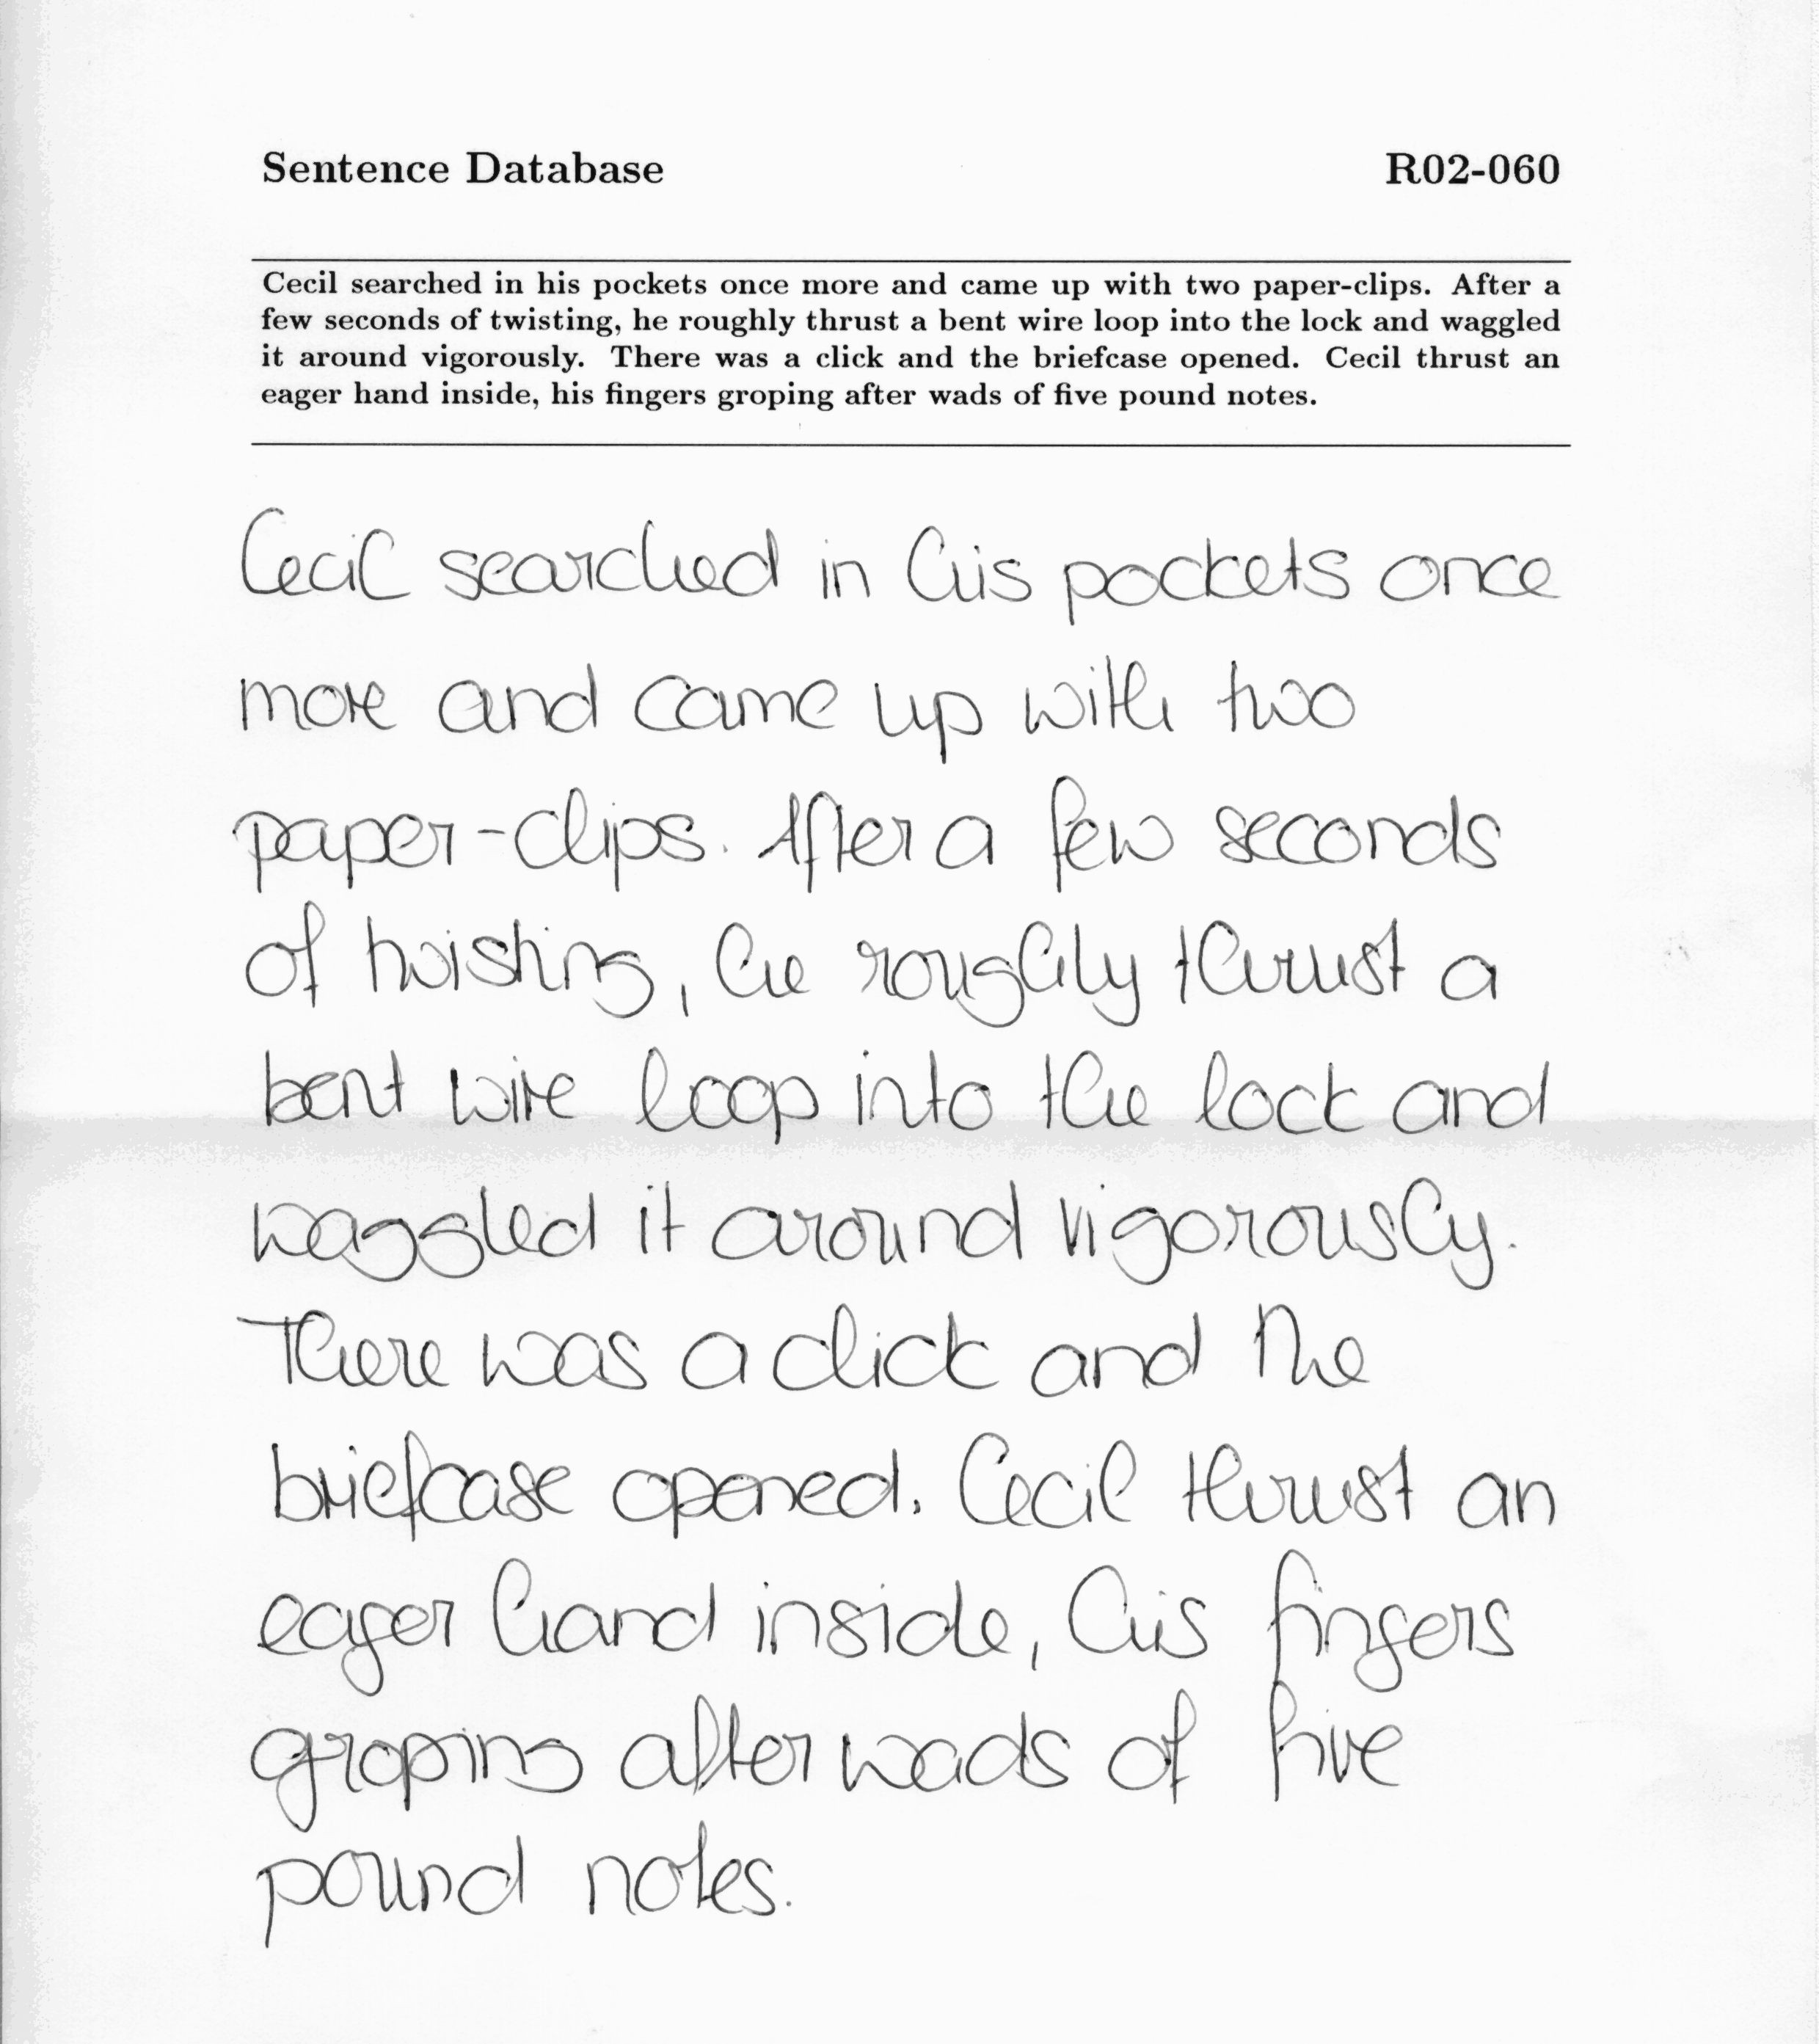 Sentence Database R02-060
Cecil searched in his pockets once more and came up with two paper-clips. After a
few seconds of twisting, he roughly thrust a bent wire loop into the lock and waggled
it around vigorously. There was a click and the briefcase opened. Cecil thrust an
eager hand inside, his fingers groping after wads of five pound notes.
Cecil searched in his pockets once
more and came up with two
paper-clips. After a few seconds
of twisting, he roughly thrust a
bent wire loop into the lock and
waggled it around vigorously.
There was a click and the
briefcase opened. Cecil thrust an
eager hand inside, his fingers
groping after wads of five
pound notes.